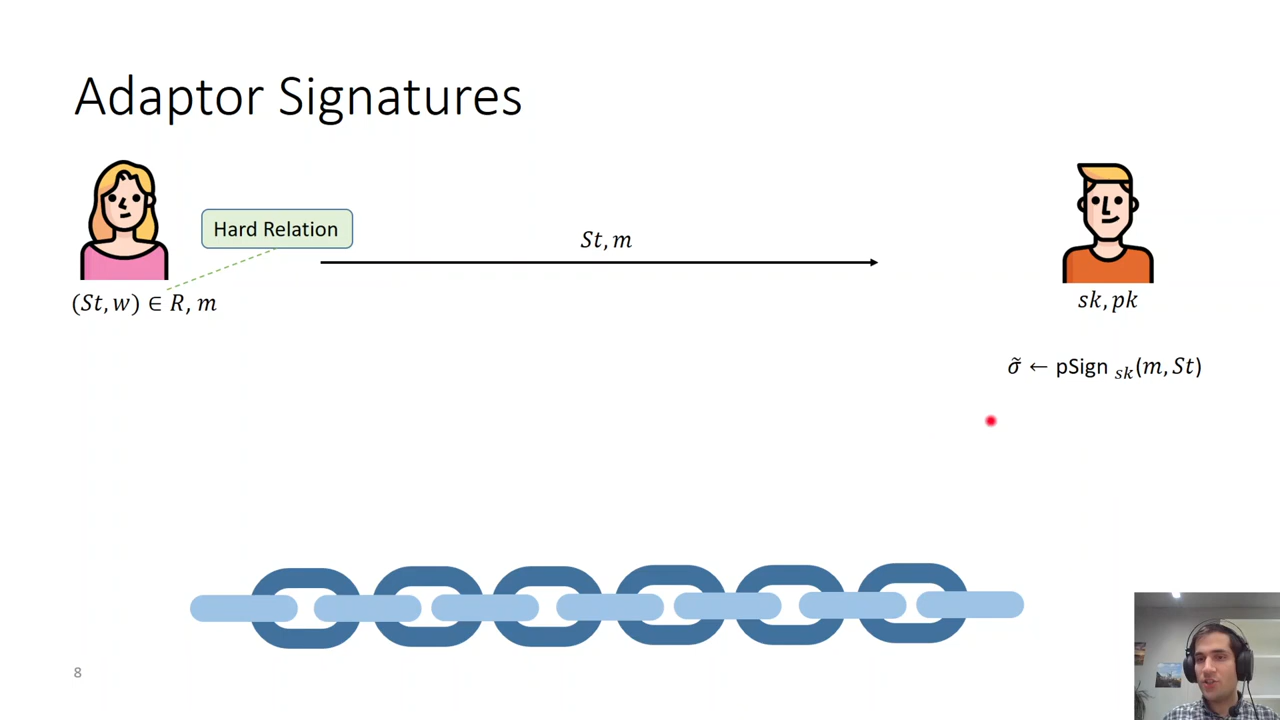 Adaptor Signatures
Hard Relation
St, m
(St, w) ∈ R, m
sk, pk
σ̃ ← pSign sk(m, St)
8